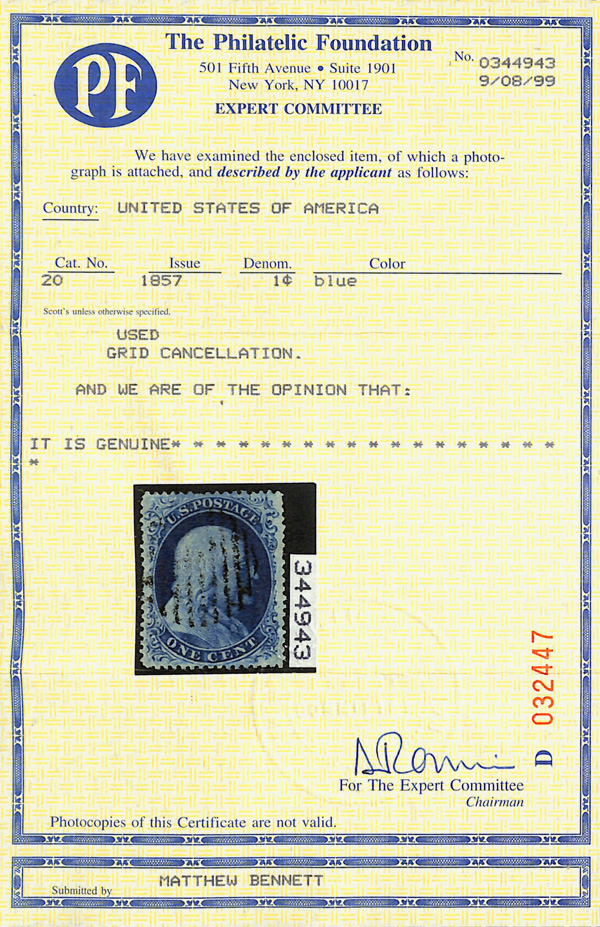 PF
The Philatelic Foundation
501 Fifth Avenue • Suite 1901
New York, NY 10017
EXPERT COMMITTEE
No. 0344943
9/08/99
We have examined the enclosed item, of which a photo-
graph is attached, and described by the applicant as follows:
Country: UNITED STATES OF AMERICA
Cat. No. Issue Denom. Color
20 1857 1¢ blue
Scott's unless otherwise specified.
USED
GRID CANCELLATION.
AND WE ARE OF THE OPINION THAT:
IT IS GENUINE* * * * * * * * * * * * * * * * * *
*
U.S. POSTAGE
ONE CENT
344943
D 032447
For The Expert Committee
Chairman
Photocopies of this Certificate are not valid.
MATTHEW BENNETT
Submitted by